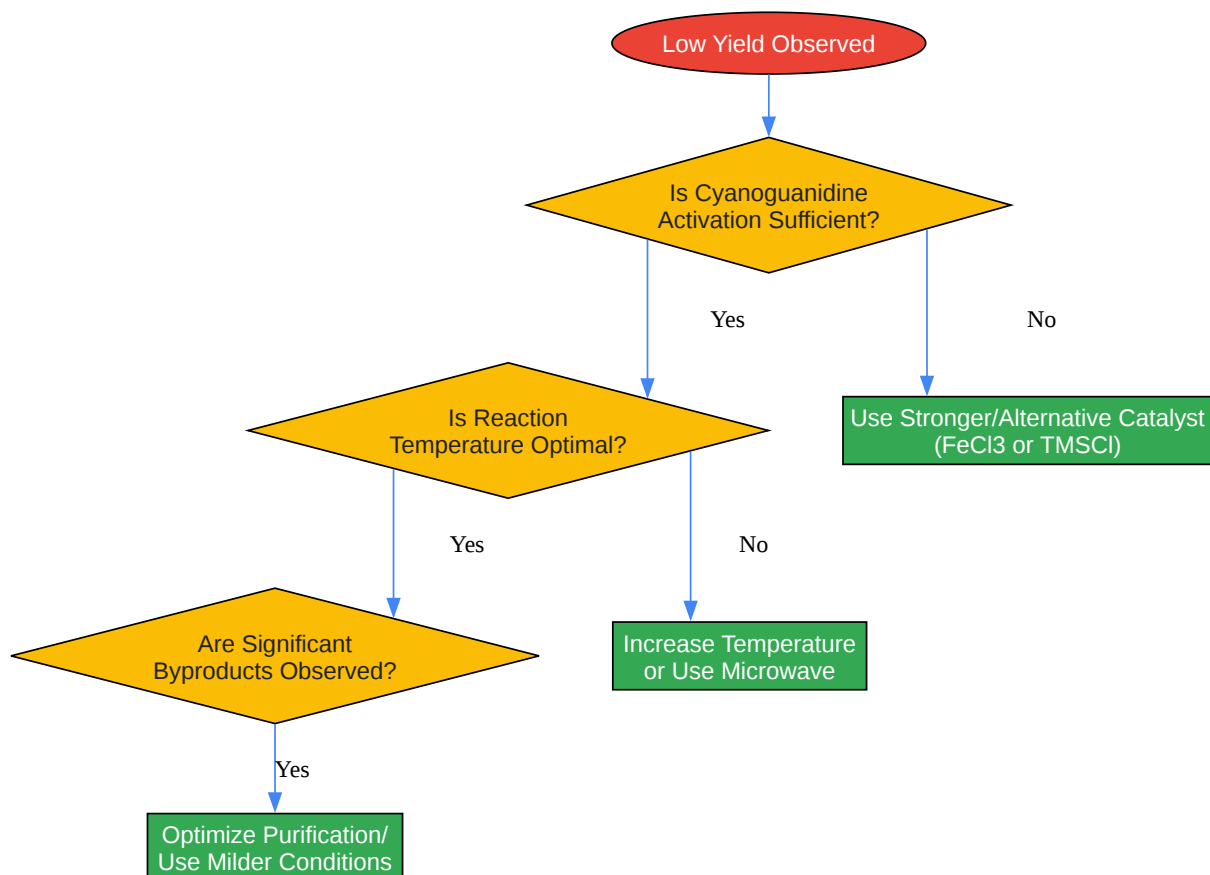 Low Yield Observed
Is Cyanoguanidine
Activation Sufficient?
Yes
No
Is Reaction
Temperature Optimal?
Use Stronger/Alternative Catalyst
(FeCl3 or TMSCl)
Yes
No
Are Significant
Byproducts Observed?
Increase Temperature
or Use Microwave
Yes
Optimize Purification/
Use Milder Conditions